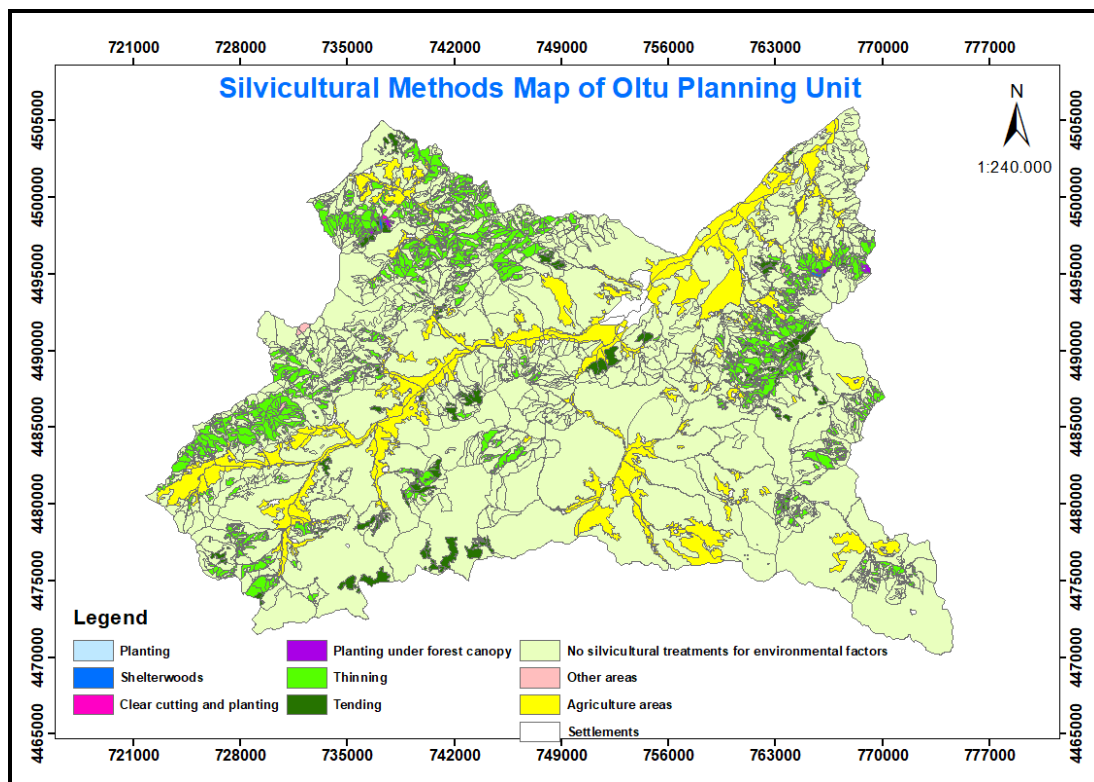 721000 728000 735000 742000 749000 756000 763000 770000 777000
Silvicultural Methods Map of Oltu Planning Unit
N
1:240.000
4505000 4505000
4500000 4500000
4495000 4495000
4490000 4490000
4485000 4485000
4480000 4480000
4475000 4475000
4470000 4470000
4465000 4465000
Legend
Planting
Shelterwoods
Clear cutting and planting
Planting under forest canopy
Thinning
Tending
No silvicultural treatments for environmental factors
Other areas
Agriculture areas
Settlements
721000 728000 735000 742000 749000 756000 763000 770000 777000